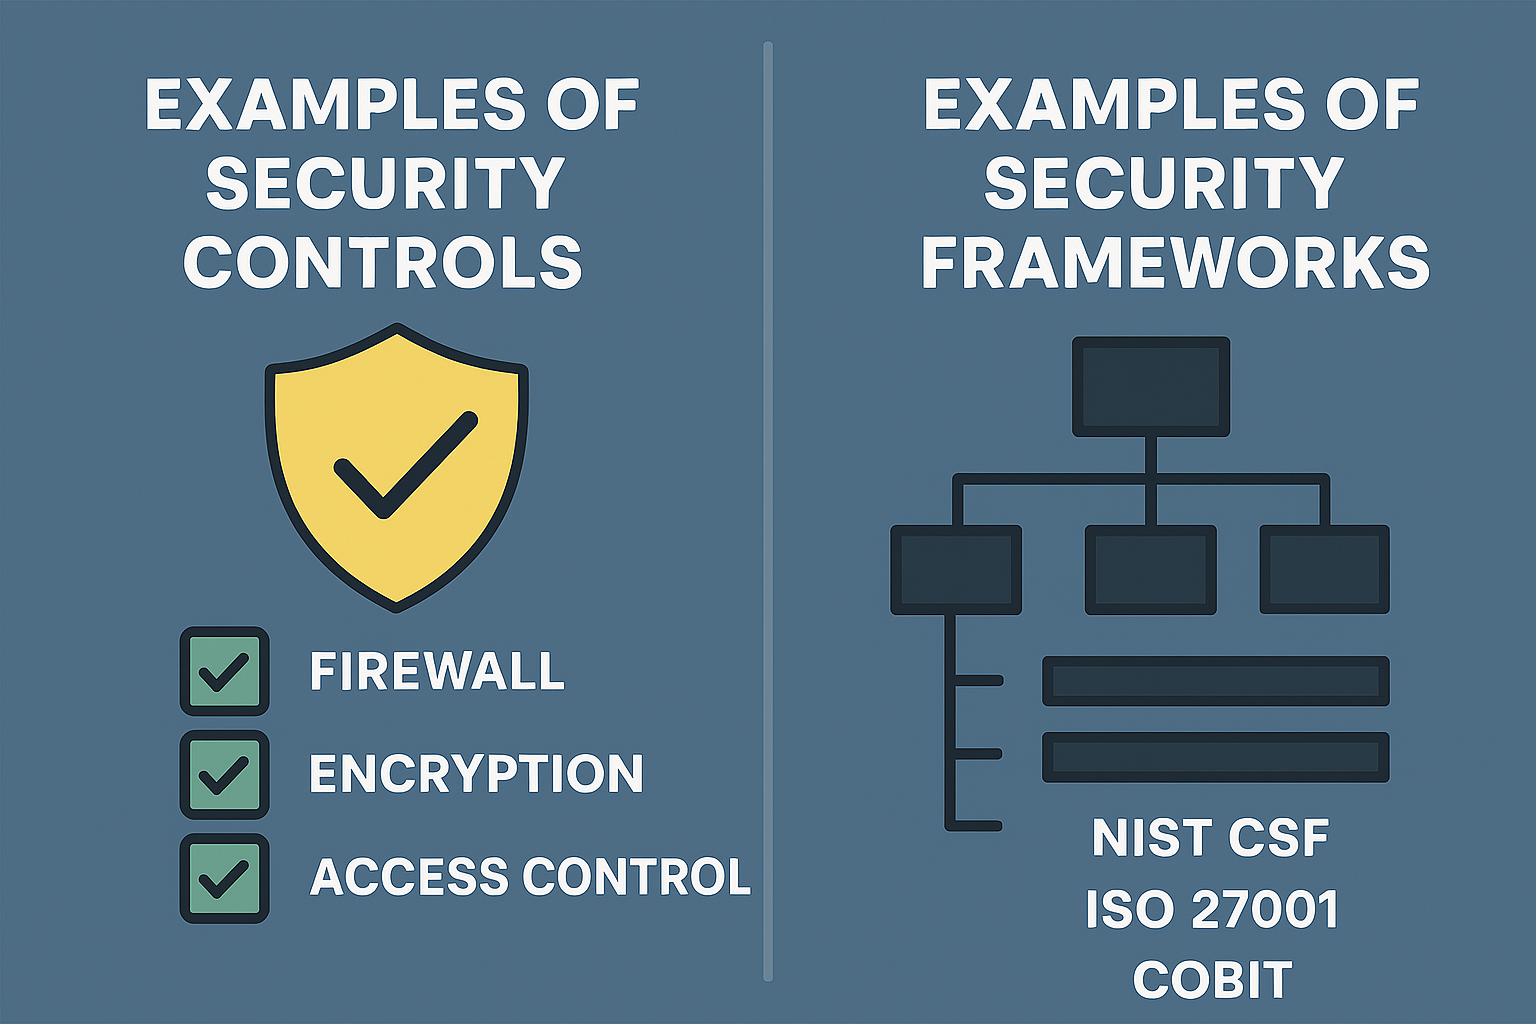 EXAMPLES OF
SECURITY
CONTROLS
FIREWALL
ENCRYPTION
ACCESS CONTROL
EXAMPLES OF
SECURITY
FRAMEWORKS
NIST CSF
ISO 27001
COBIT